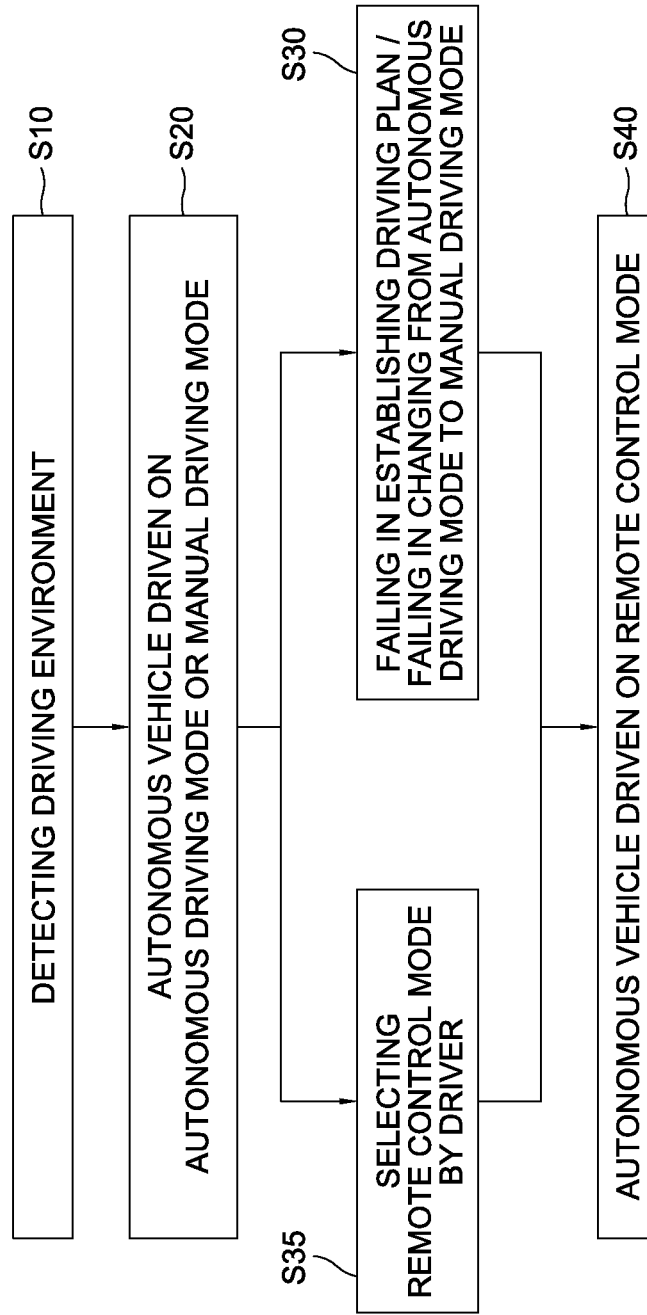 DETECTING DRIVING ENVIRONMENT
S10
AUTONOMOUS VEHICLE DRIVEN ON
AUTONOMOUS DRIVING MODE OR MANUAL DRIVING MODE
S20
S35
SELECTING
REMOTE CONTROL MODE
BY DRIVER
FAILING IN ESTABLISHING DRIVING PLAN /
FAILING IN CHANGING FROM AUTONOMOUS
DRIVING MODE TO MANUAL DRIVING MODE
S30
AUTONOMOUS VEHICLE DRIVEN ON REMOTE CONTROL MODE
S40